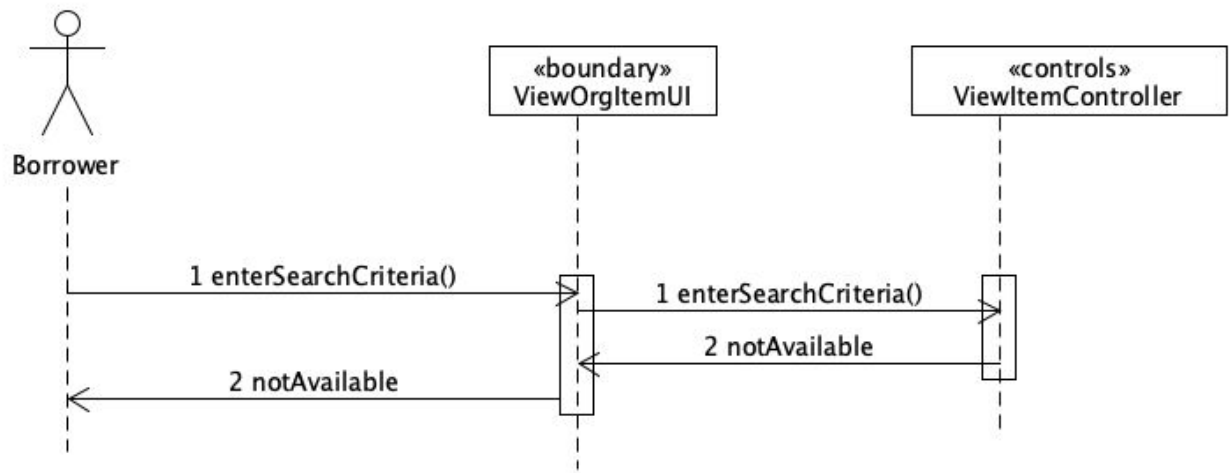 «boundary»
ViewOrgItemUI
«controls»
ViewItemController
Borrower
1 enterSearchCriteria()
1 enterSearchCriteria()
2 notAvailable
2 notAvailable